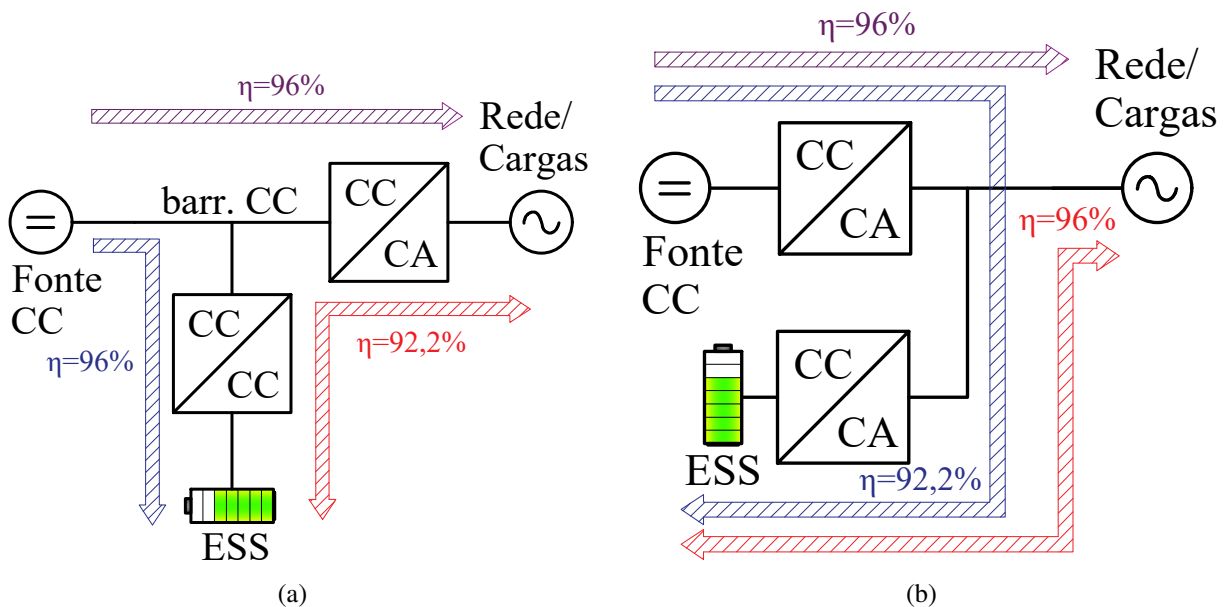 η=96%
Rede/
Cargas
barr. CC
CC
CA
Fonte
CC
CC
CC
η=96%
η=92,2%
ESS
(a)
η=96%
Rede/
Cargas
CC
CA
η=96%
Fonte
CC
CC
CA
ESS
η=92,2%
(b)